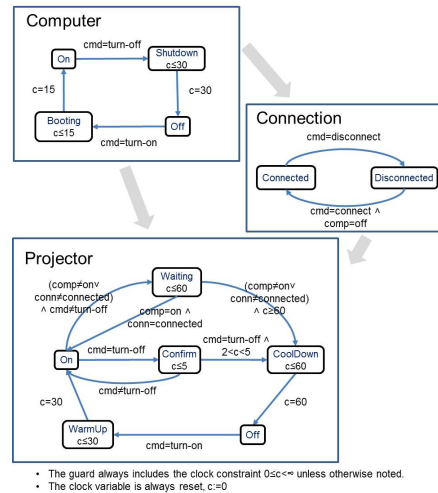 Computer
cmd=turn-off
On
Shutdown
c≤30
c=15
c=30
Booting
c≤15
Off
cmd=turn-on
Connection
cmd=disconnect
Connected
Disconnected
cmd=connect ˄
comp=off
Projector
Waiting
c≤60
(comp≠on˅
conn≠connected)
˄ cmd≠turn-off
(comp≠on˅
conn≠connected)
˄ c≥60
comp=on ˄
conn=connected
On
cmd=turn-off
Confirm
c≤5
cmd=turn-off ˄
2<c<5
CoolDown
c≤60
cmd≠turn-off
c=30
c=60
WarmUp
c≤30
Off
cmd=turn-on
• The guard always includes the clock constraint 0≤c<∞ unless otherwise noted.
• The clock variable is always reset, c:=0